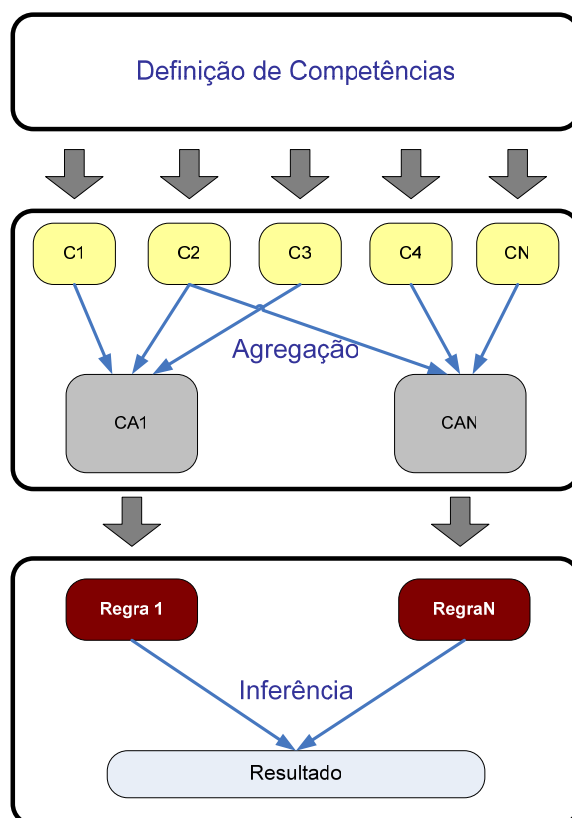 Definição de Competências
C1
C2
C3
C4
CN
Agregação
CA1
CAN
Regra 1
RegraN
Inferência
Resultado